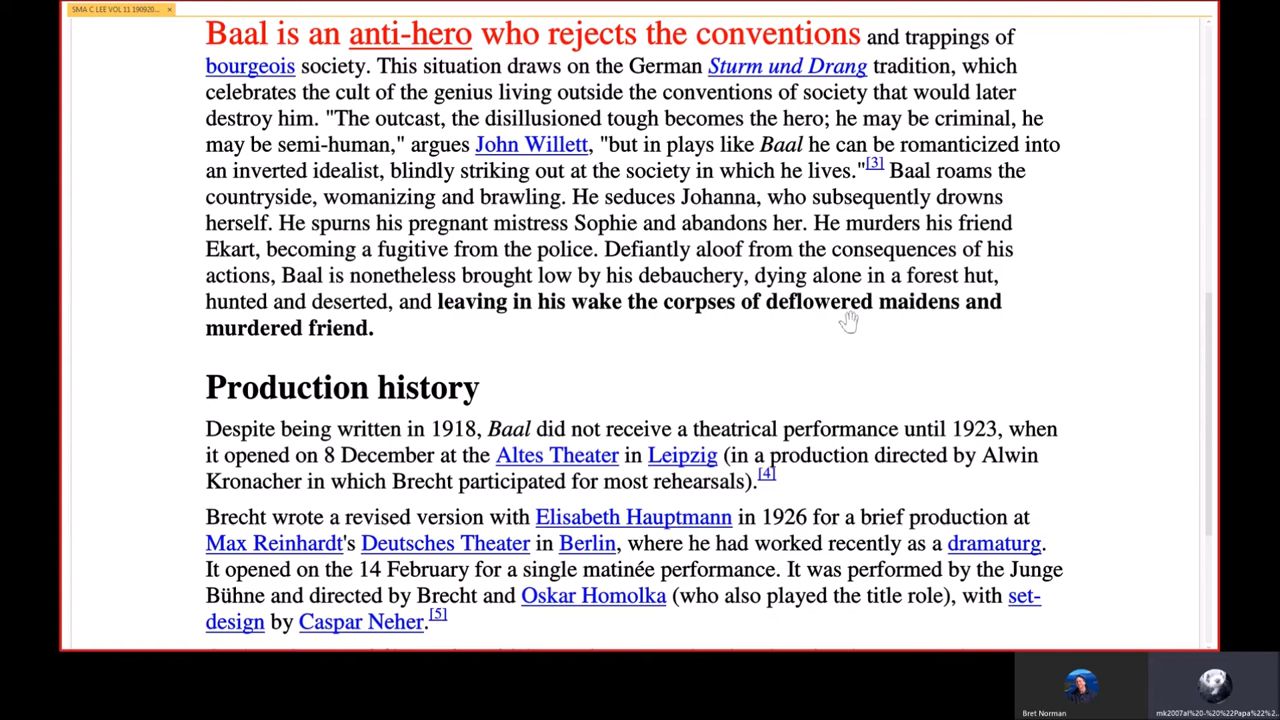 SMA C LEE VOL 11 190920... ×
Baal is an anti-hero who rejects the conventions and trappings of
bourgeois society. This situation draws on the German Sturm und Drang tradition, which
celebrates the cult of the genius living outside the conventions of society that would later
destroy him. "The outcast, the disillusioned tough becomes the hero; he may be criminal, he
may be semi-human," argues John Willett, "but in plays like Baal he can be romanticized into
an inverted idealist, blindly striking out at the society in which he lives."[3] Baal roams the
countryside, womanizing and brawling. He seduces Johanna, who subsequently drowns
herself. He spurns his pregnant mistress Sophie and abandons her. He murders his friend
Ekart, becoming a fugitive from the police. Defiantly aloof from the consequences of his
actions, Baal is nonetheless brought low by his debauchery, dying alone in a forest hut,
hunted and deserted, and leaving in his wake the corpses of deflowered maidens and
murdered friend.
Production history
Despite being written in 1918, Baal did not receive a theatrical performance until 1923, when
it opened on 8 December at the Altes Theater in Leipzig (in a production directed by Alwin
Kronacher in which Brecht participated for most rehearsals).[4]
Brecht wrote a revised version with Elisabeth Hauptmann in 1926 for a brief production at
Max Reinhardt's Deutsches Theater in Berlin, where he had worked recently as a dramaturg.
It opened on the 14 February for a single matinée performance. It was performed by the Junge
Bühne and directed by Brecht and Oskar Homolka (who also played the title role), with set-
design by Caspar Neher.[5]
Bret Norman
mk2007al%20-%20%22Papa%22%2...